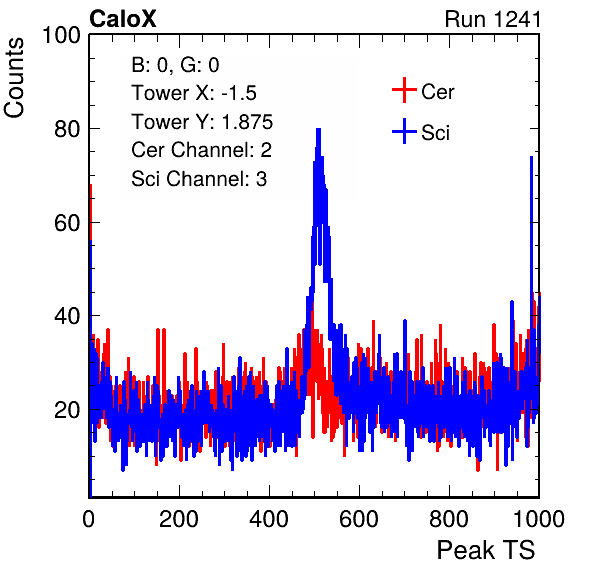 CaloX Run 1241
Counts
100
80
60
40
20
B: 0, G: 0
Tower X: -1.5
Tower Y: 1.875
Cer Channel: 2
Sci Channel: 3
Cer
Sci
0 200 400 600 800 1000
Peak TS